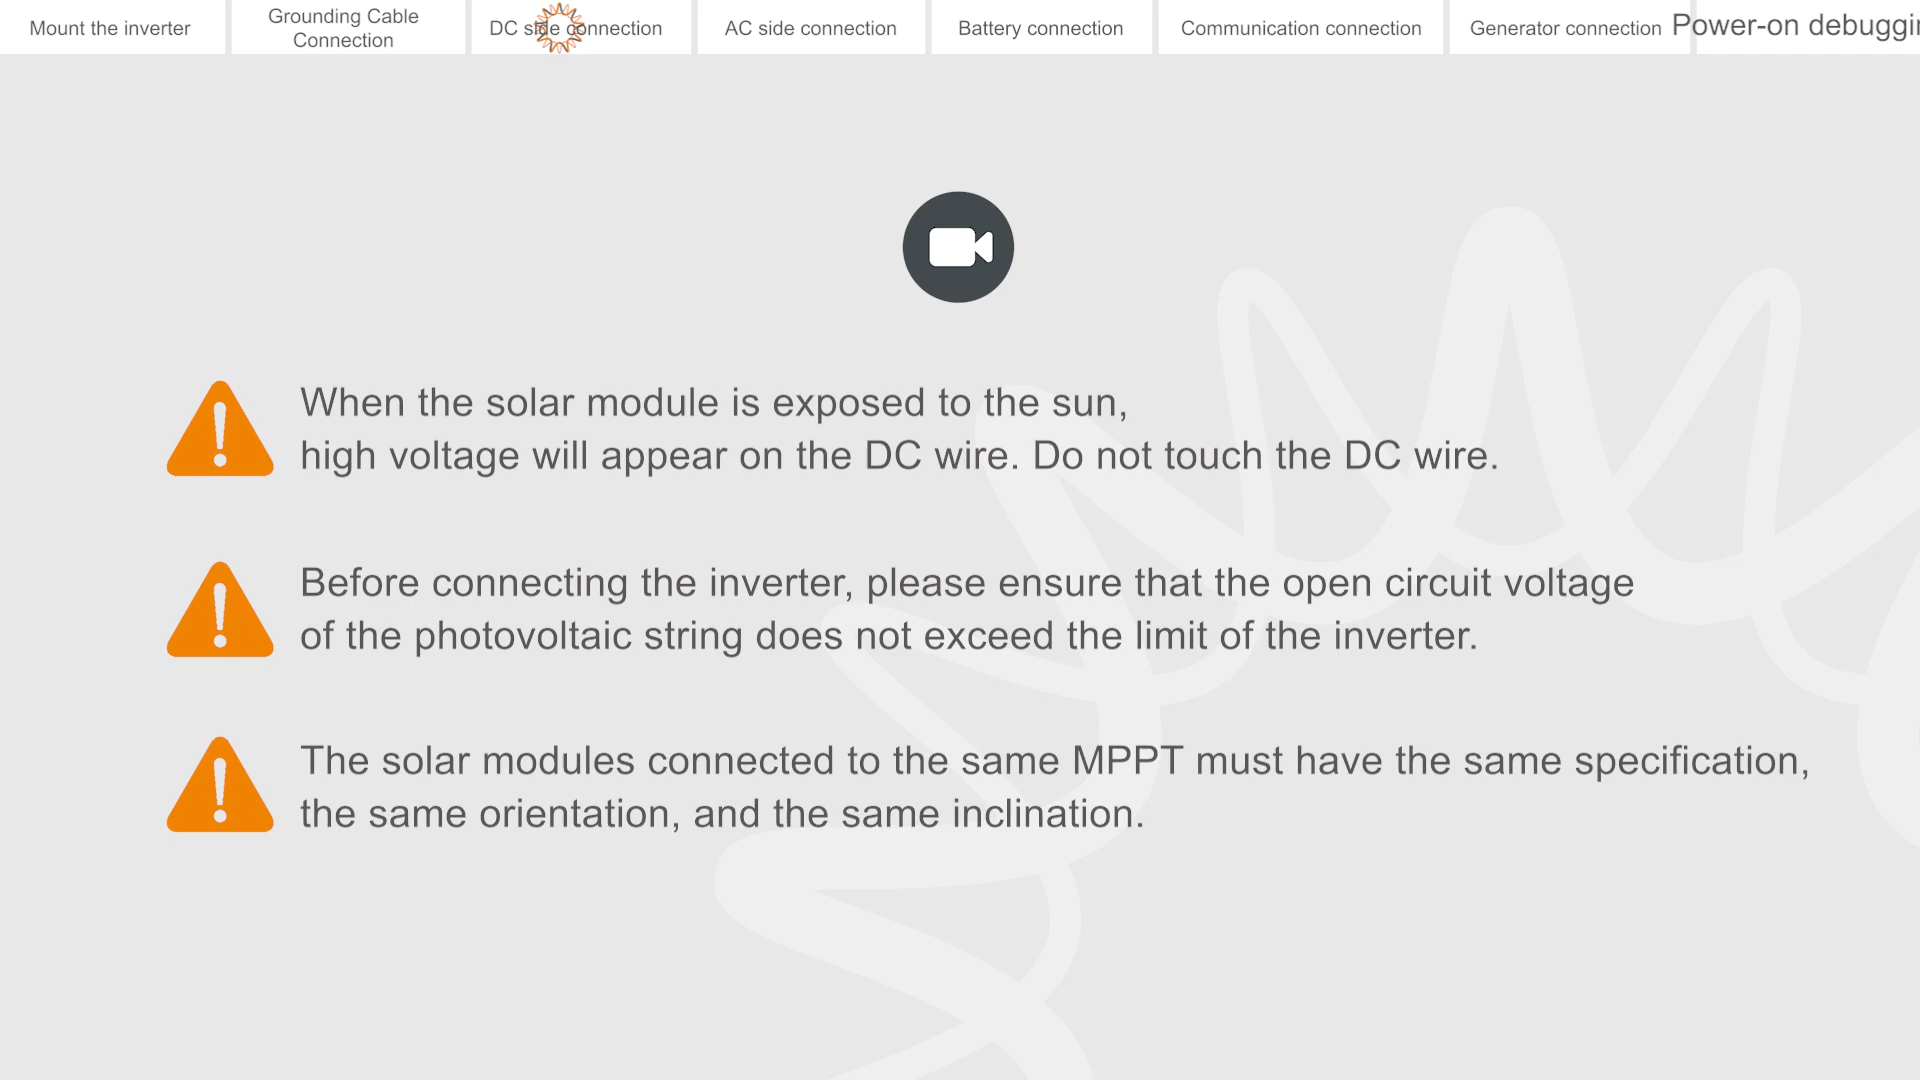 Mount the inverter
Grounding Cable
Connection
DC side connection
AC side connection
Battery connection
Communication connection
Generator connection
Power-on debuggi
When the solar module is exposed to the sun,
high voltage will appear on the DC wire. Do not touch the DC wire.
Before connecting the inverter, please ensure that the open circuit voltage
of the photovoltaic string does not exceed the limit of the inverter.
The solar modules connected to the same MPPT must have the same specification,
the same orientation, and the same inclination.